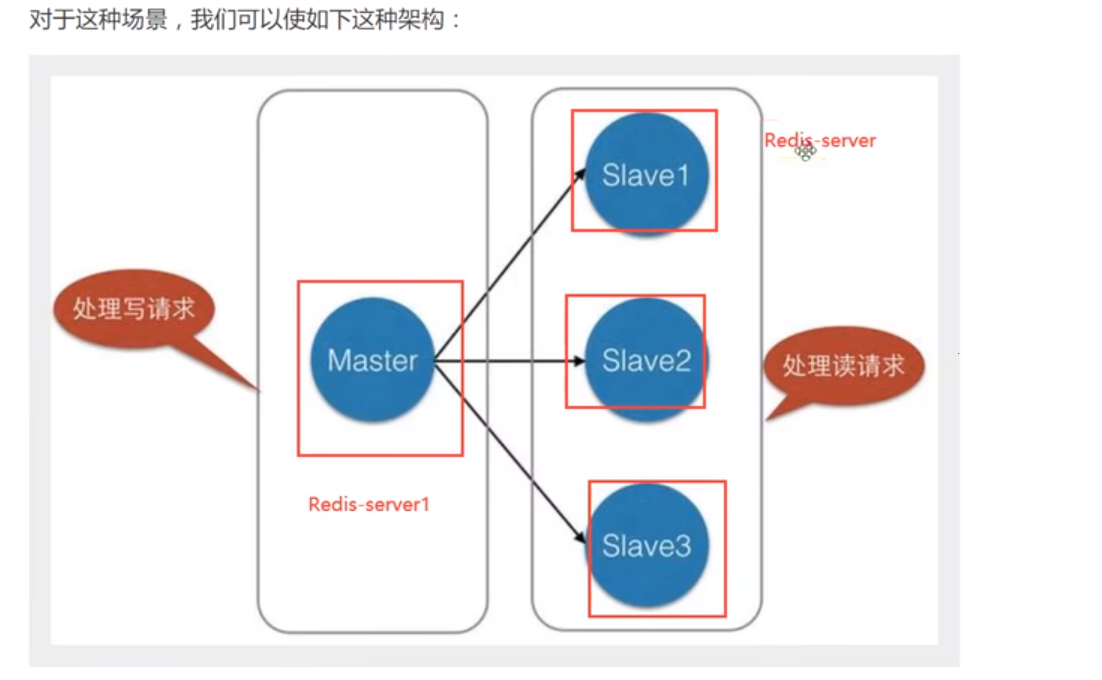 对于这种场景，我们可以使如下这种架构：
Slave1
Redis-server
处理写请求
Master
Slave2
处理读请求
Redis-server1
Slave3